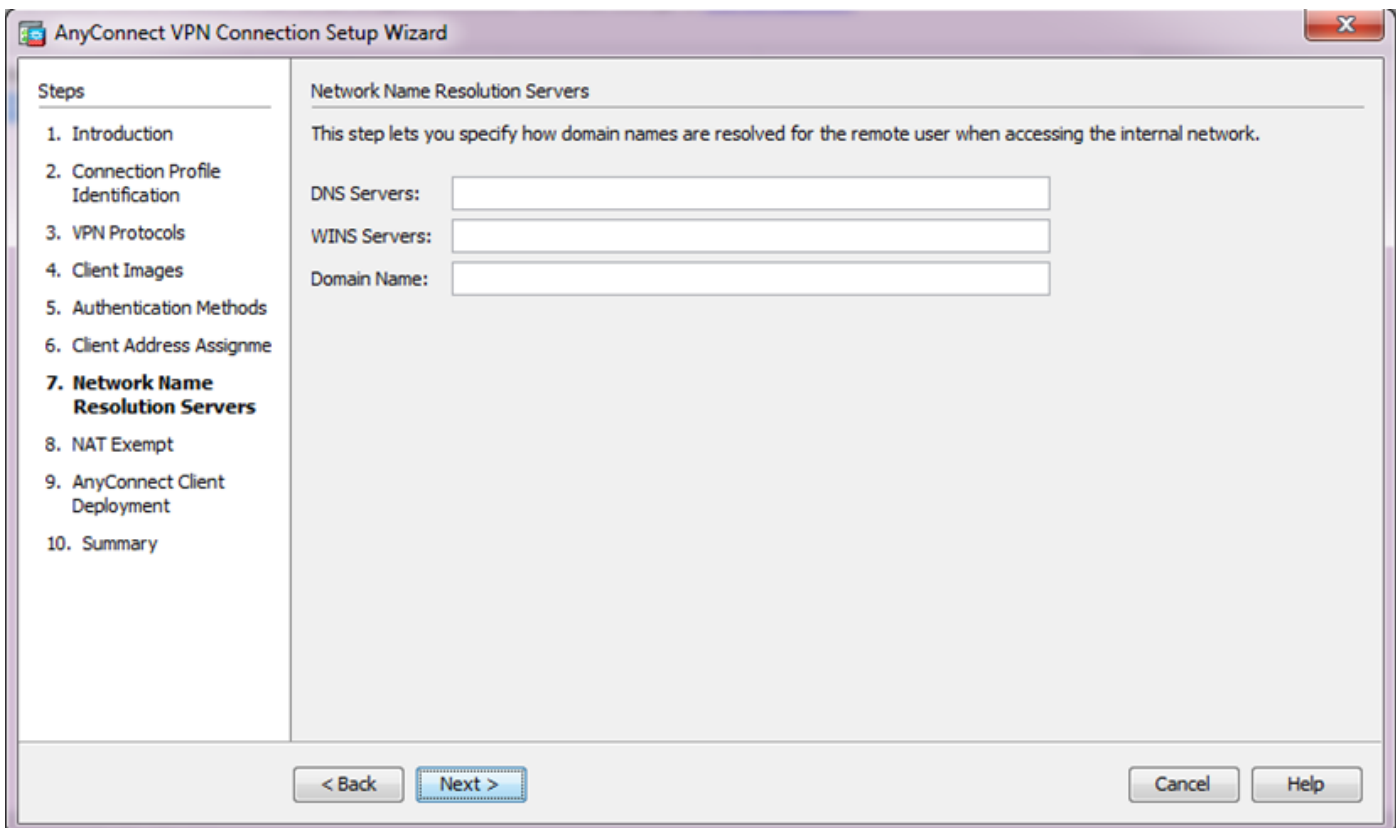 AnyConnect VPN Connection Setup Wizard
Steps
1. Introduction
2. Connection Profile
Identification
3. VPN Protocols
4. Client Images
5. Authentication Methods
6. Client Address Assignme
7. Network Name
Resolution Servers
8. NAT Exempt
9. AnyConnect Client
Deployment
10. Summary
Network Name Resolution Servers
This step lets you specify how domain names are resolved for the remote user when accessing the internal network.
DNS Servers:
WINS Servers:
Domain Name:
< Back
Next >
Cancel
Help